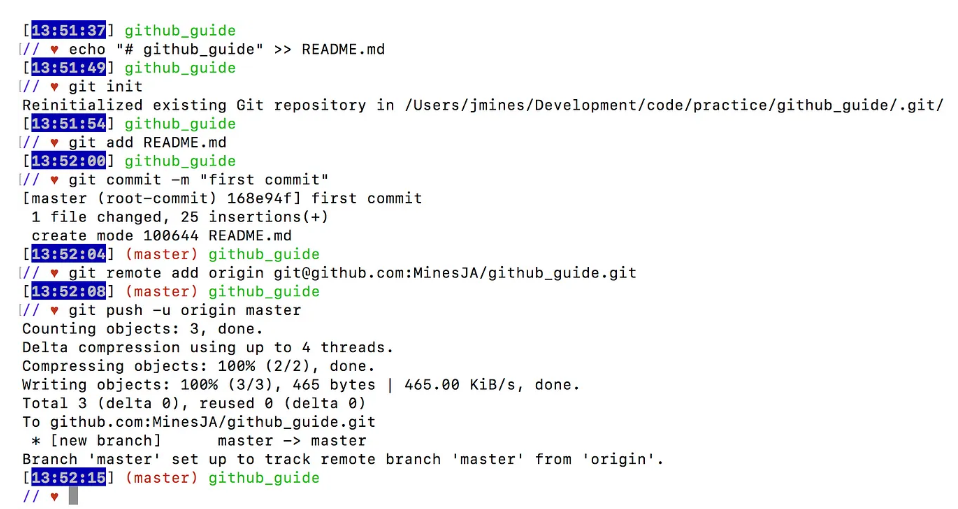 [13:51:37] github_guide
[// ♥ echo "# github_guide" >> README.md
[13:51:49] github_guide
[// ♥ git init
Reinitialized existing Git repository in /Users/jmines/Development/code/practice/github_guide/.git/
[13:51:54] github_guide
[// ♥ git add README.md
[13:52:00] github_guide
[// ♥ git commit -m "first commit"
[master (root-commit) 168e94f] first commit
 1 file changed, 25 insertions(+)
 create mode 100644 README.md
[13:52:04] (master) github_guide
[// ♥ git remote add origin git@github.com:MinesJA/github_guide.git
[13:52:08] (master) github_guide
[// ♥ git push -u origin master
Counting objects: 3, done.
Delta compression using up to 4 threads.
Compressing objects: 100% (2/2), done.
Writing objects: 100% (3/3), 465 bytes | 465.00 KiB/s, done.
Total 3 (delta 0), reused 0 (delta 0)
To github.com:MinesJA/github_guide.git
 * [new branch]      master -> master
Branch 'master' set up to track remote branch 'master' from 'origin'.
[13:52:15] (master) github_guide
// ♥